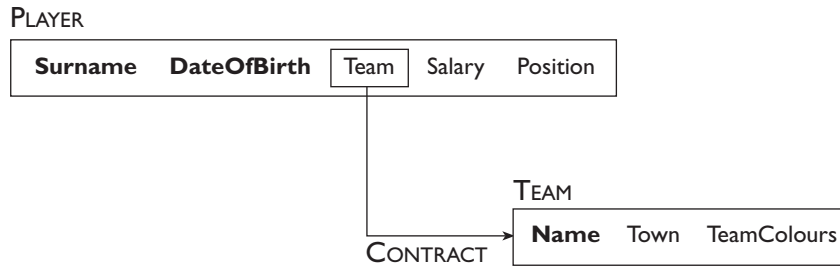 PLAYER
Surname DateOfBirth Team Salary Position
TEAM
Name Town TeamColours
CONTRACT